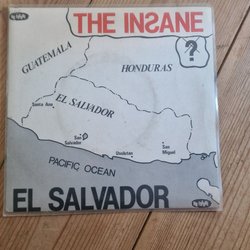 THE INSANE
?
GUATEMALA
HONDURAS
EL SALVADOR
Santa Ana
San Salvador
Usulutan
San Miguel
PACIFIC OCEAN
EL SALVADOR